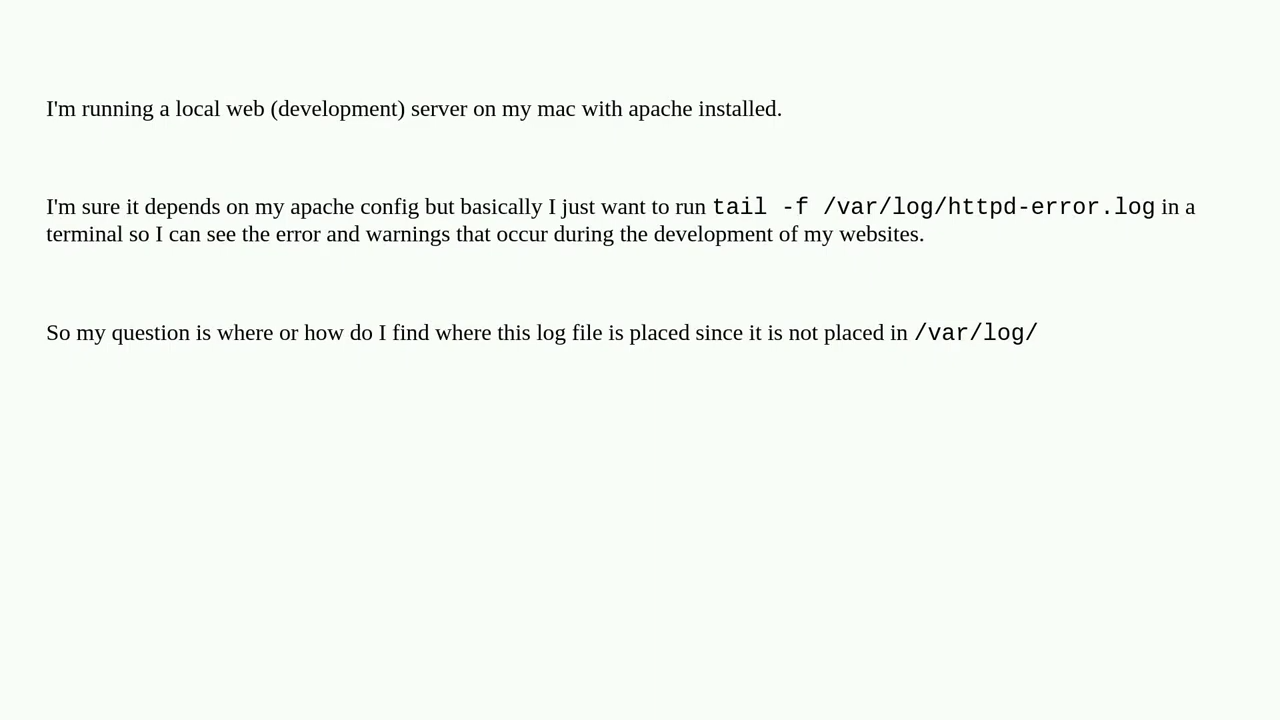 I'm running a local web (development) server on my mac with apache installed.
I'm sure it depends on my apache config but basically I just want to run tail -f /var/log/httpd-error.log in a
terminal so I can see the error and warnings that occur during the development of my websites.
So my question is where or how do I find where this log file is placed since it is not placed in /var/log/